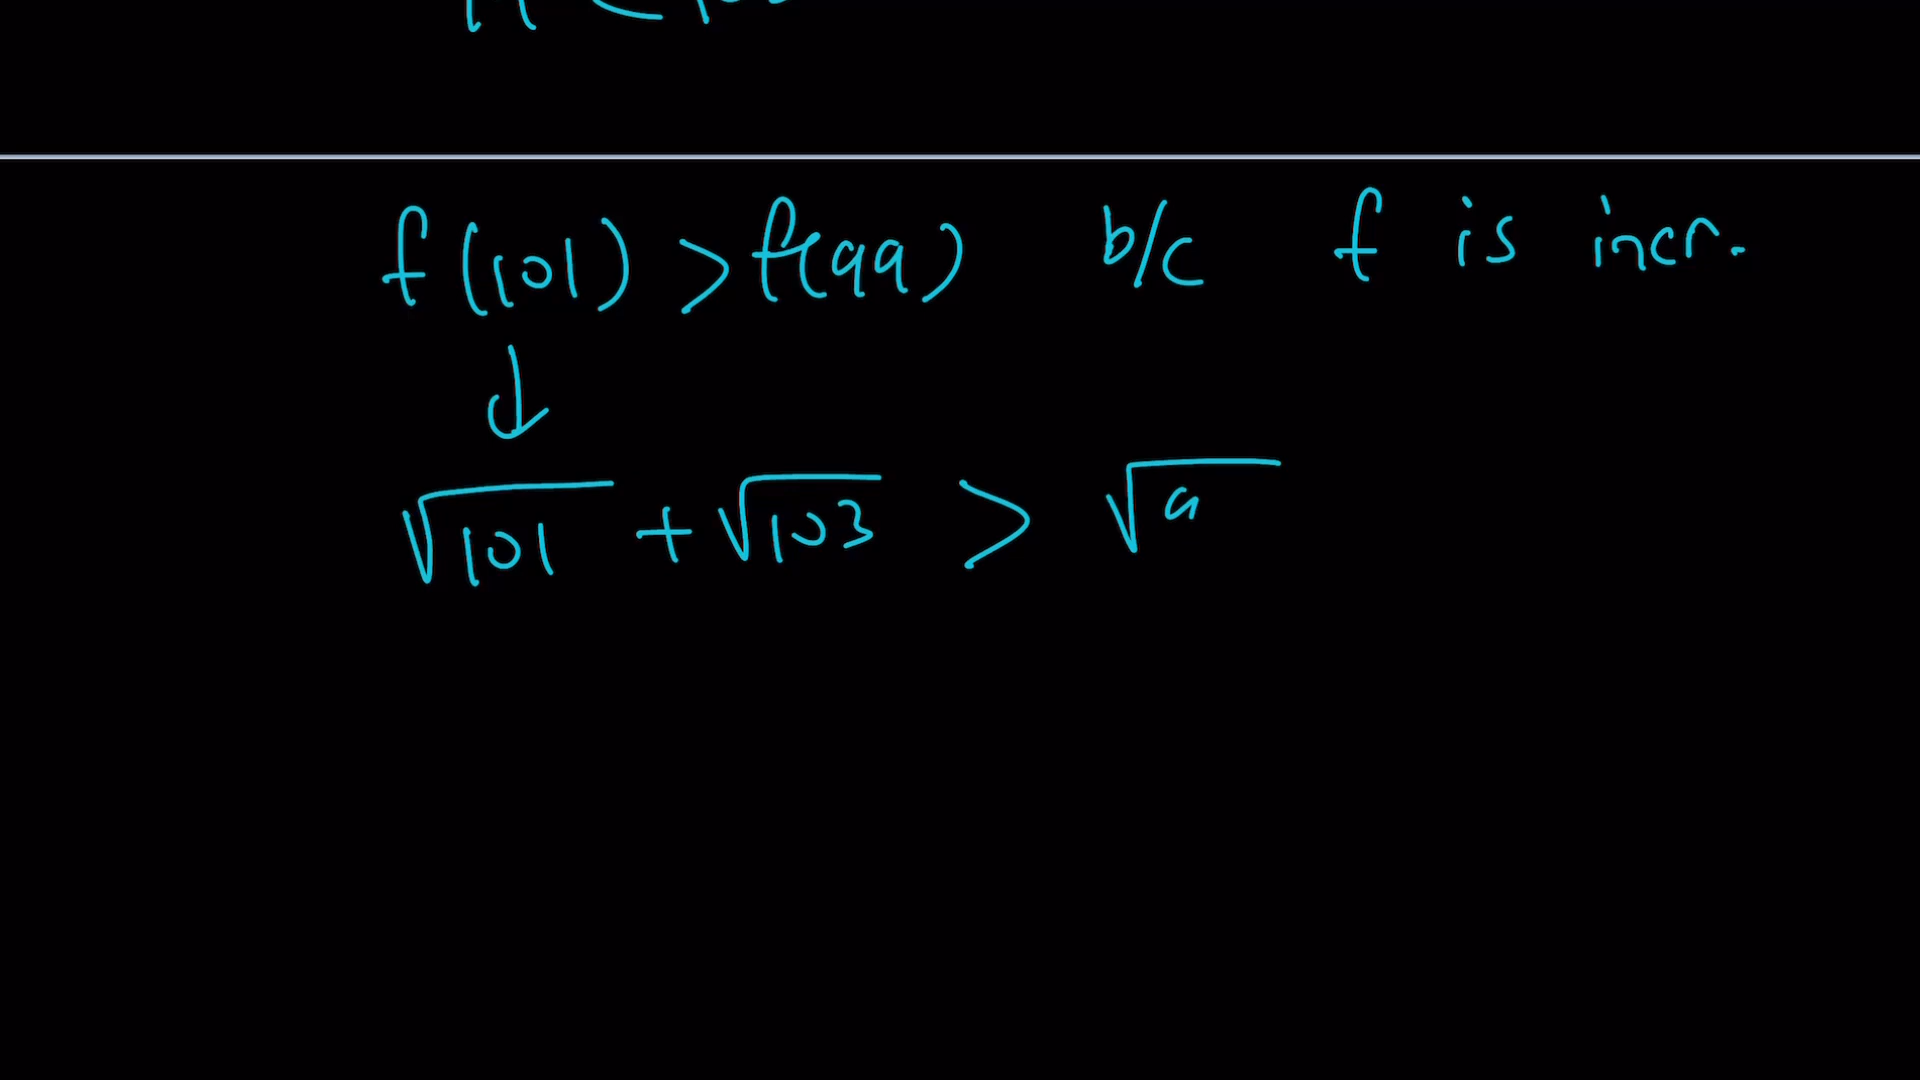 f(101) > f(99) b/c f is incr.
↓
√101 + √103 > √9